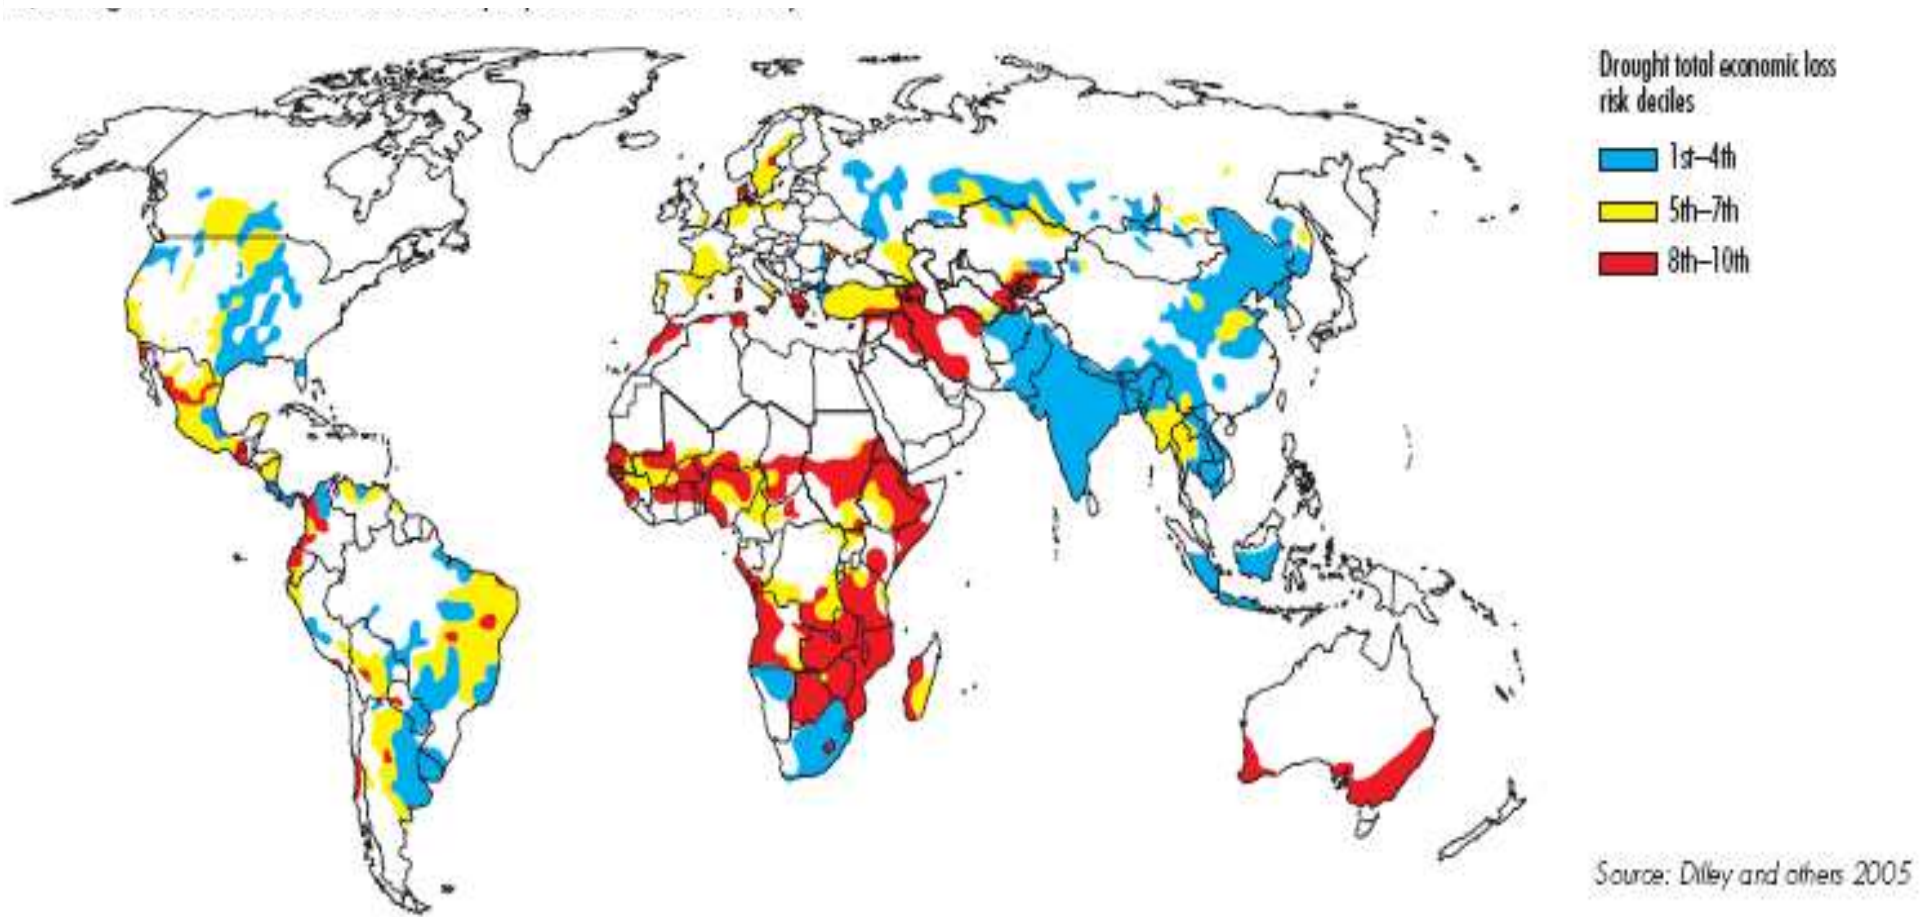 Drought total economic loss
risk deciles
1st–4th
5th–7th
8th–10th
Source: Dilley and others 2005